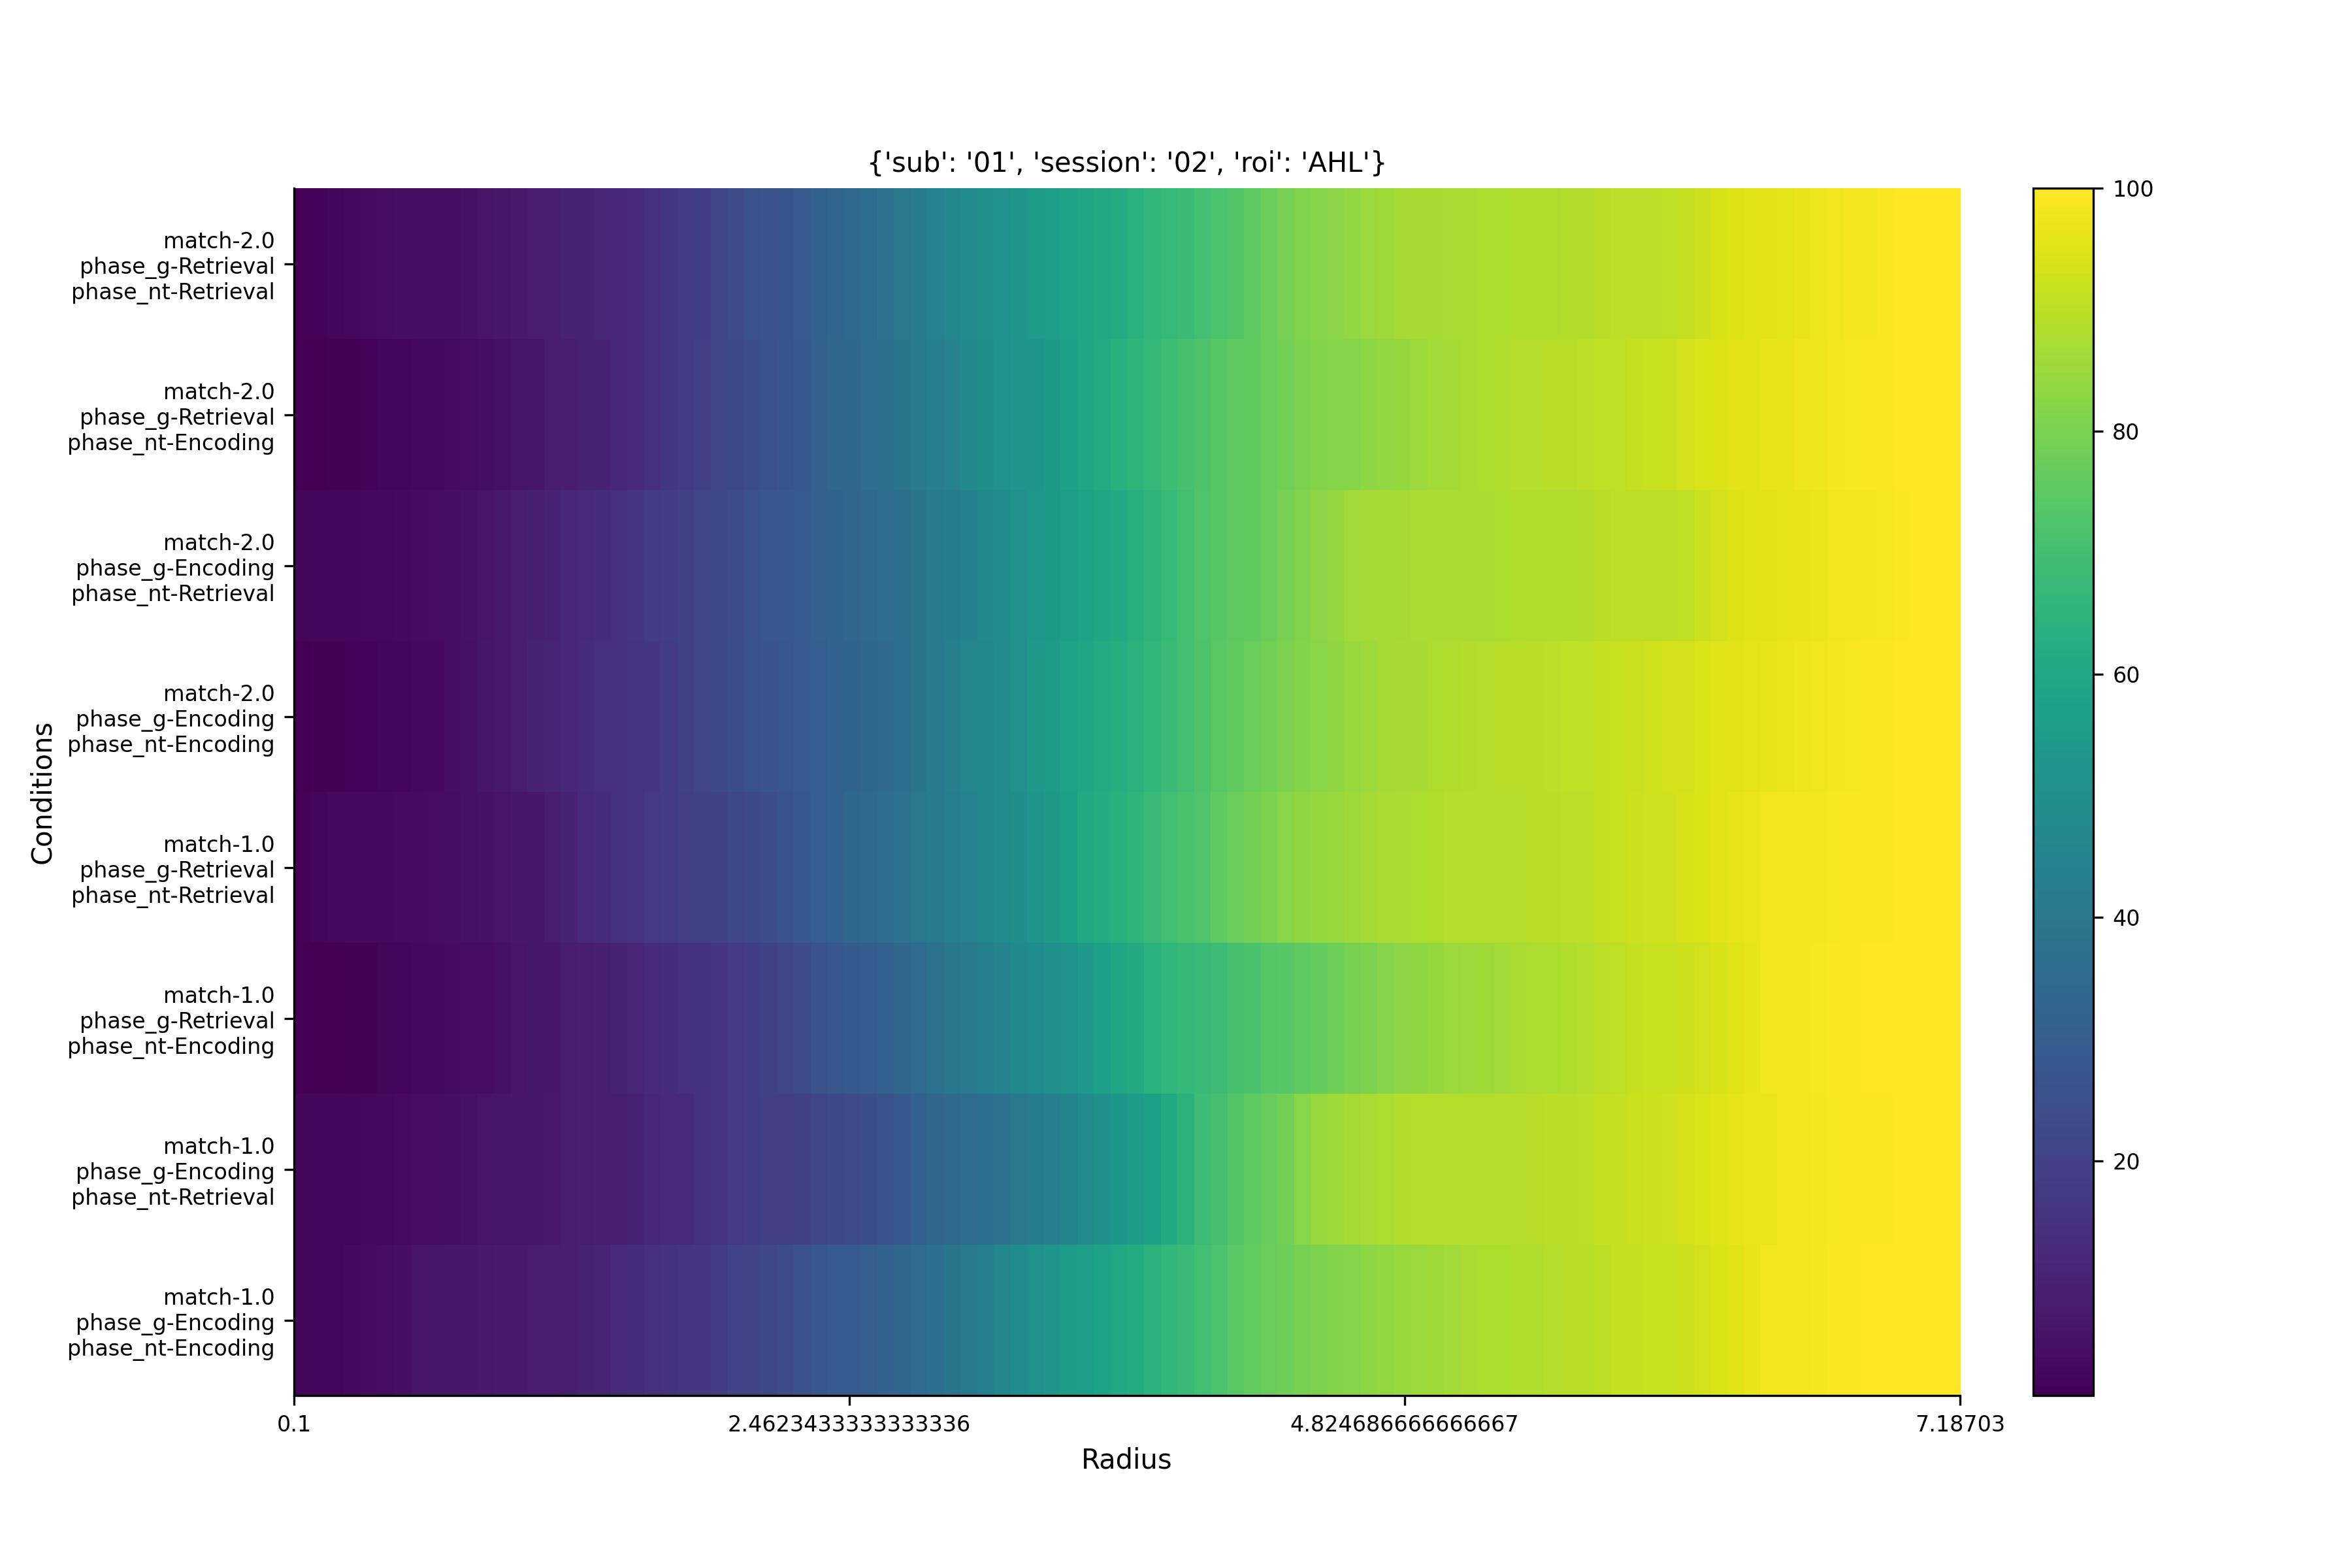 {'sub': '01', 'session': '02', 'roi': 'AHL'}
match-2.0
phase_g-Retrieval
phase_nt-Retrieval
match-2.0
phase_g-Retrieval
phase_nt-Encoding
match-2.0
phase_g-Encoding
phase_nt-Retrieval
match-2.0
phase_g-Encoding
phase_nt-Encoding
match-1.0
phase_g-Retrieval
phase_nt-Retrieval
match-1.0
phase_g-Retrieval
phase_nt-Encoding
match-1.0
phase_g-Encoding
phase_nt-Retrieval
match-1.0
phase_g-Encoding
phase_nt-Encoding
Conditions
0.1
2.4623433333333336
4.824686666666667
7.18703
Radius
100
80
60
40
20